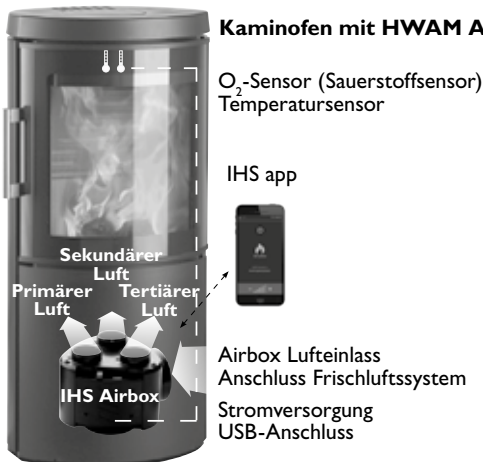 Kaminofen mit HWAM A
O₂-Sensor (Sauerstoffsensor)
Temperatursensor
IHS app
Sekundärer
Luft
Primärer
Luft
Tertiärer
Luft
IHS Airbox
Airbox Lufteinlass
Anschluss Frischluftssystem
Stromversorgung
USB-Anschluss